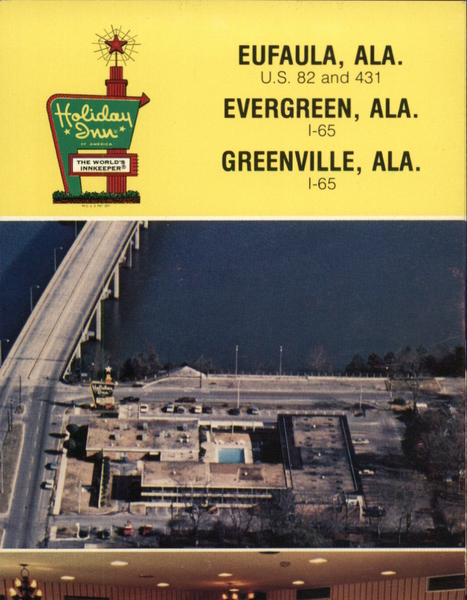 Holiday
Inn
OF AMERICA
THE WORLD'S
INNKEEPER®
EUFAULA, ALA.
U.S. 82 and 431
EVERGREEN, ALA.
I-65
GREENVILLE, ALA.
I-65